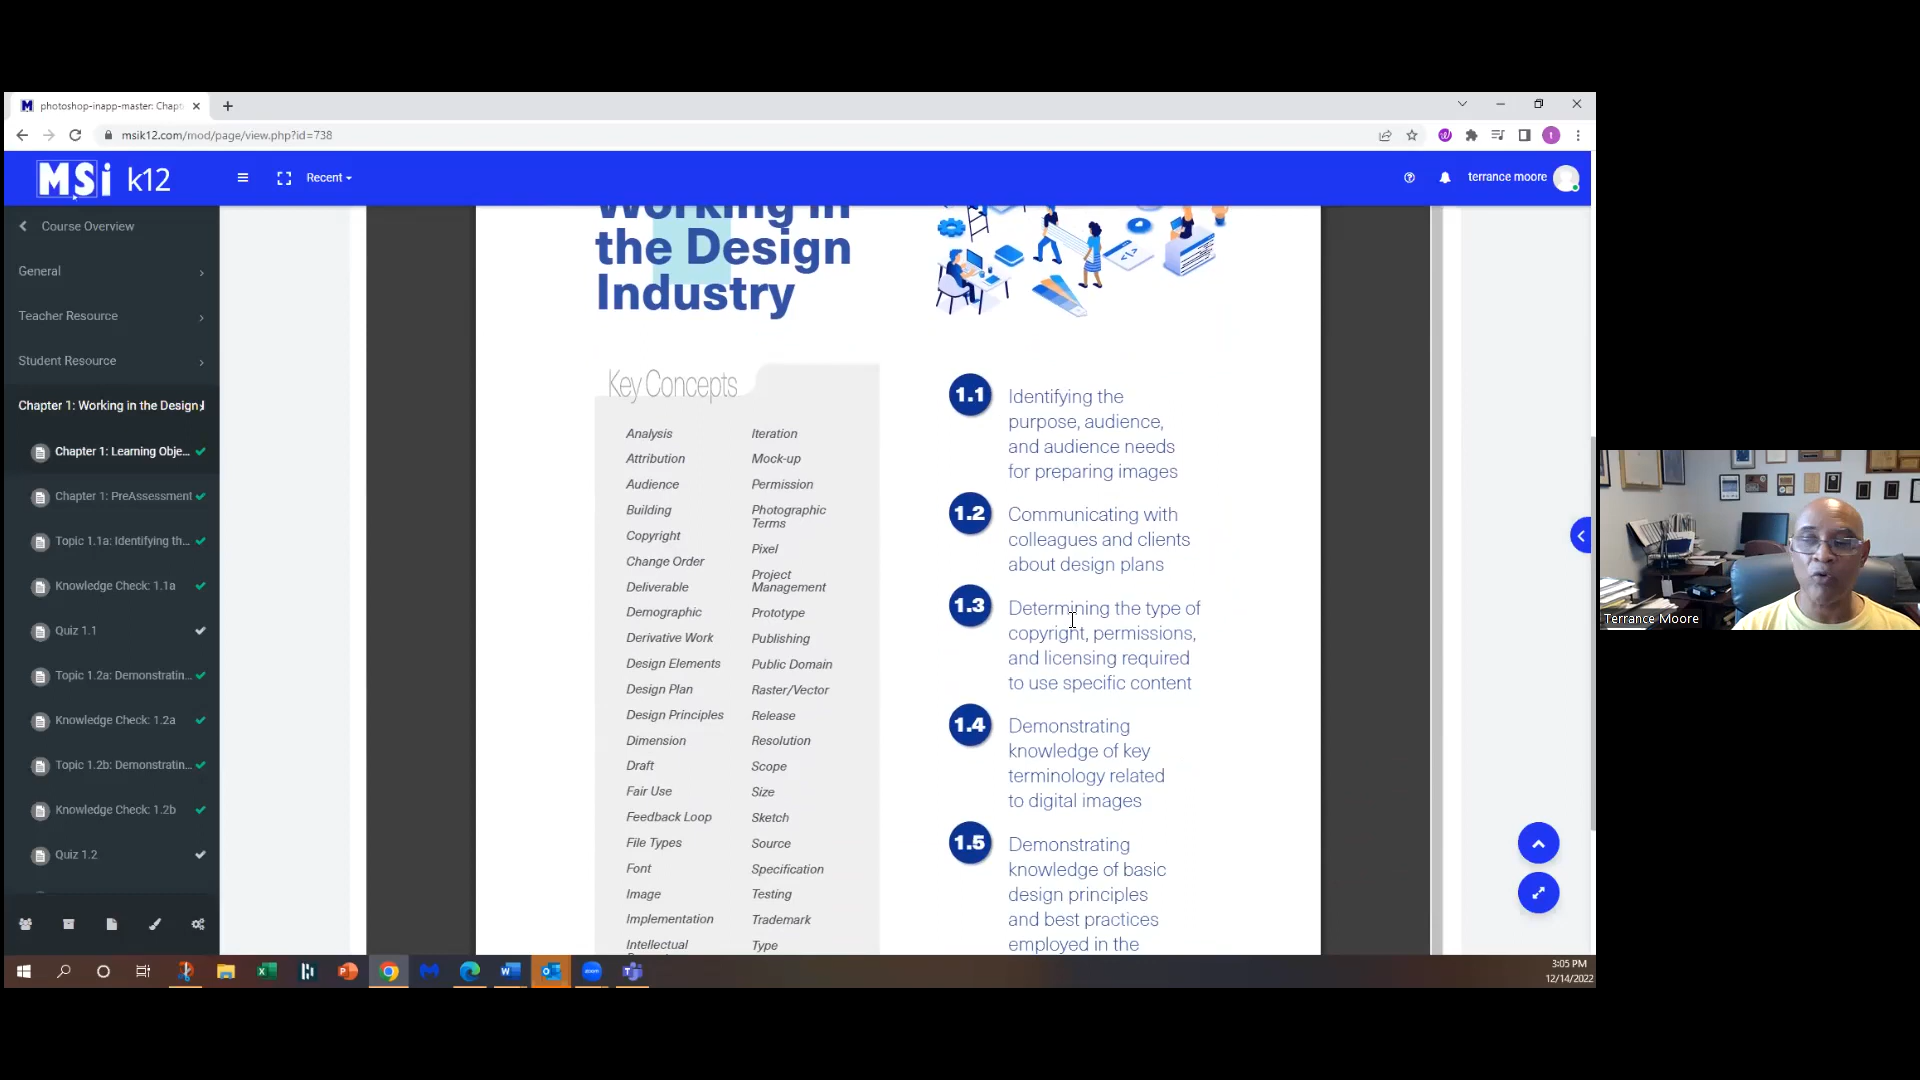 photoshop-inapp-master: Chapt
msik12.com/mod/page/view.php?id=738
MSi k12
Recent
terrance moore
Course Overview
General
Teacher Resource
Student Resource
Chapter 1: Working in the Design I
Chapter 1: Learning Obje...
Chapter 1: PreAssessment
Topic 1.1a: Identifying th...
Knowledge Check: 1.1a
Quiz 1.1
Topic 1.2a: Demonstratin...
Knowledge Check: 1.2a
Topic 1.2b: Demonstratin...
Knowledge Check: 1.2b
Quiz 1.2
Working in
the Design
Industry
Key Concepts
Analysis
Attribution
Audience
Building
Copyright
Change Order
Deliverable
Demographic
Derivative Work
Design Elements
Design Plan
Design Principles
Dimension
Draft
Fair Use
Feedback Loop
File Types
Font
Image
Implementation
Intellectual
Iteration
Mock-up
Permission
Photographic
Terms
Pixel
Project
Management
Prototype
Publishing
Public Domain
Raster/Vector
Release
Resolution
Scope
Size
Sketch
Source
Specification
Testing
Trademark
Type
1.1
Identifying the
purpose, audience,
and audience needs
for preparing images
1.2
Communicating with
colleagues and clients
about design plans
1.3
Determining the type of
copyright, permissions,
and licensing required
to use specific content
1.4
Demonstrating
knowledge of key
terminology related
to digital images
1.5
Demonstrating
knowledge of basic
design principles
and best practices
employed in the
Terrance Moore
3:05 PM
12/14/2022